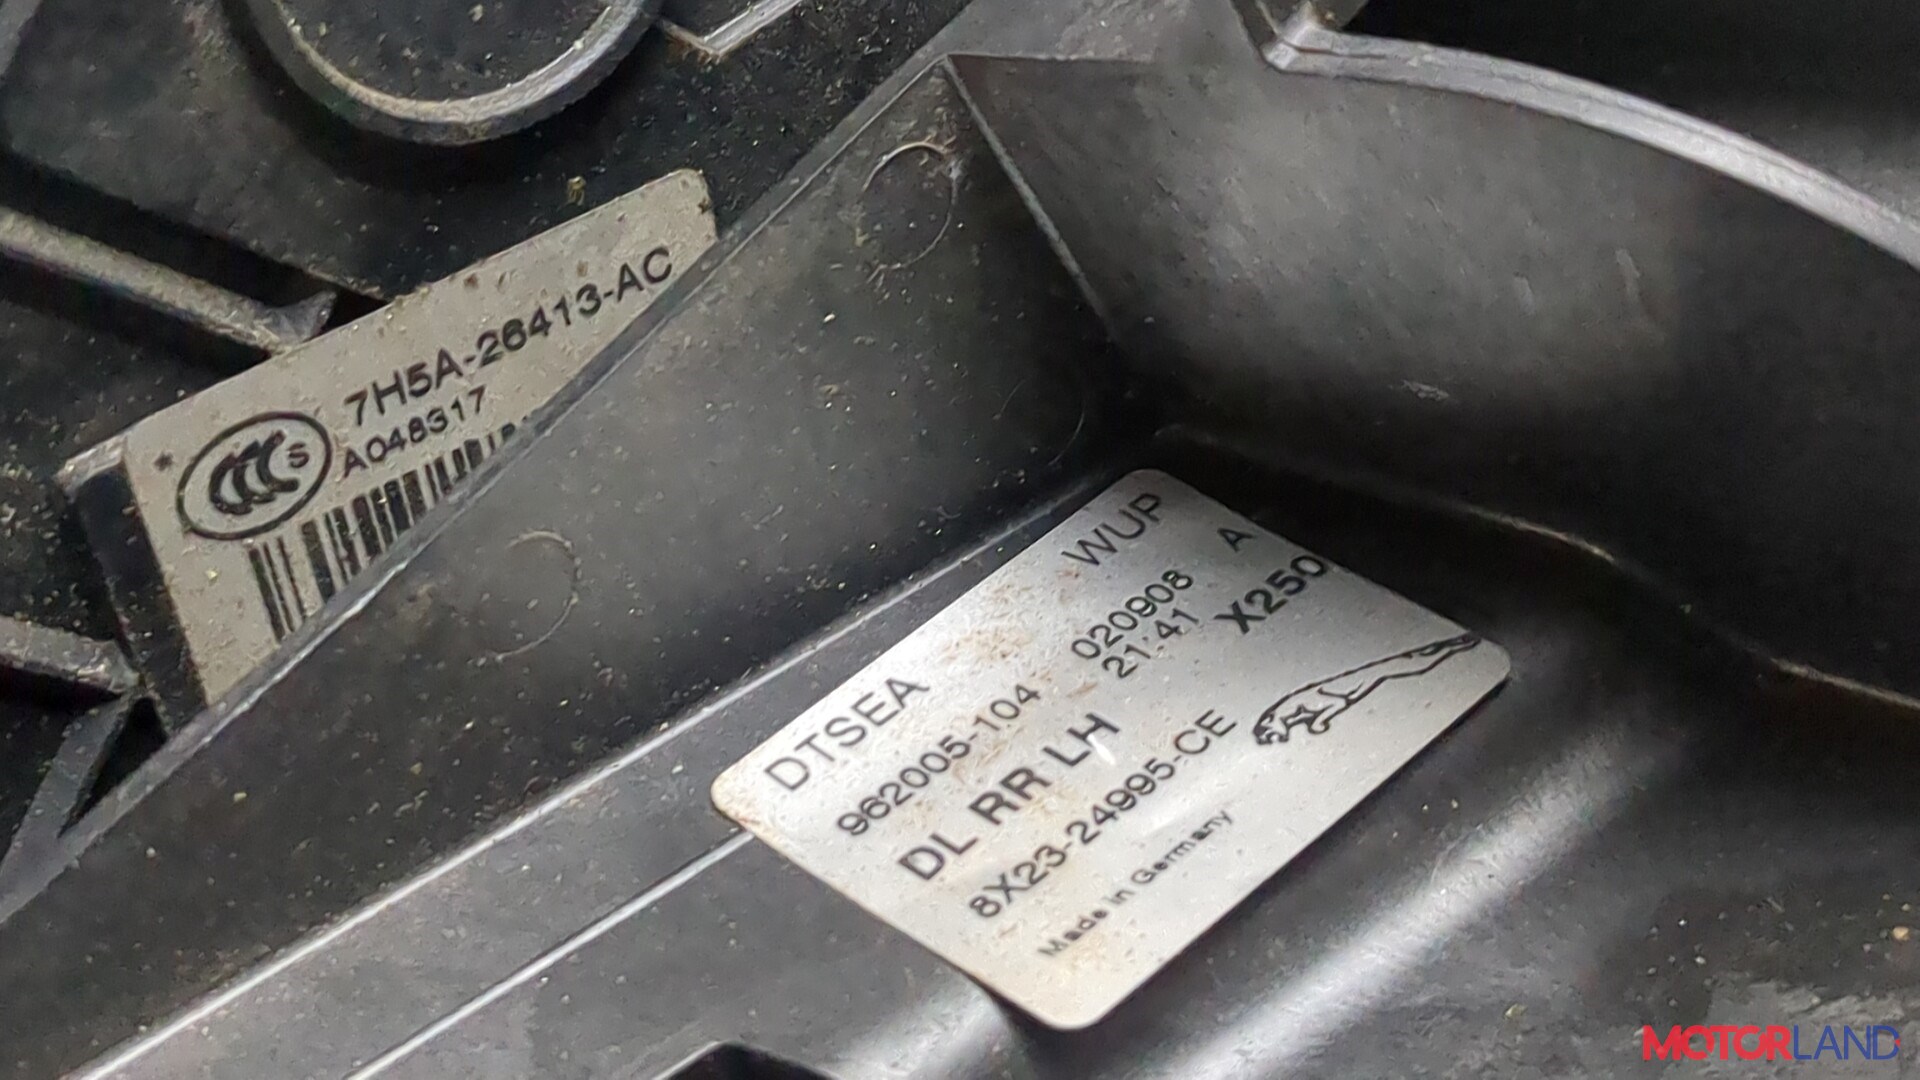 7H5A-26413-AC
A048317
CCC S
DTSEA WUP
962005-104 020908 A
21:41 X250
DL RR LH
8X23-24995-CE
Made in Germany
MOTORLAND